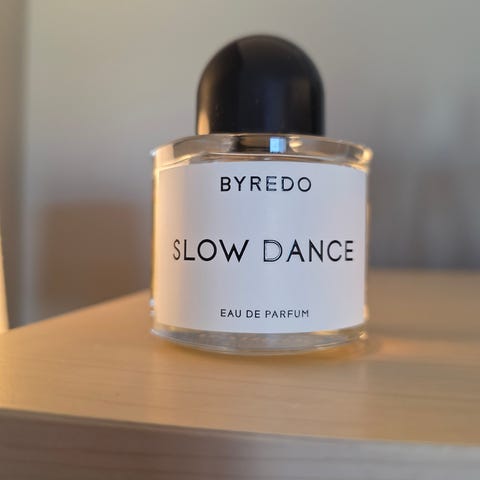 BYREDO
SLOW DANCE
EAU DE PARFUM